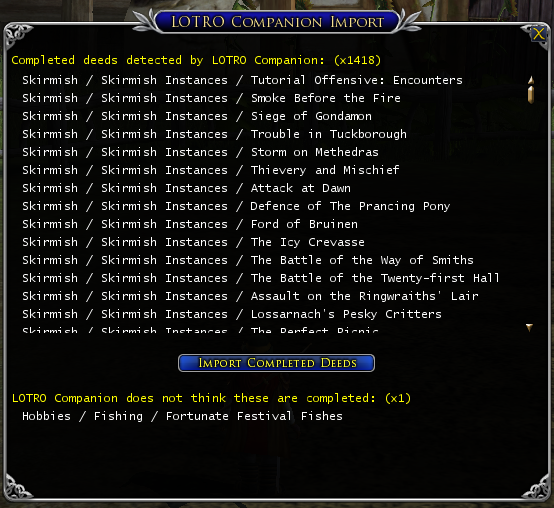 LOTRO Companion Import
X
Completed deeds detected by LOTRO Companion: (x1418)
Skirmish / Skirmish Instances / Tutorial Offensive: Encounters
Skirmish / Skirmish Instances / Smoke Before the Fire
Skirmish / Skirmish Instances / Siege of Gondamon
Skirmish / Skirmish Instances / Trouble in Tuckborough
Skirmish / Skirmish Instances / Storm on Methedras
Skirmish / Skirmish Instances / Thievery and Mischief
Skirmish / Skirmish Instances / Attack at Dawn
Skirmish / Skirmish Instances / Defence of The Prancing Pony
Skirmish / Skirmish Instances / Ford of Bruinen
Skirmish / Skirmish Instances / The Icy Crevasse
Skirmish / Skirmish Instances / The Battle of the Way of Smiths
Skirmish / Skirmish Instances / The Battle of the Twenty-first Hall
Skirmish / Skirmish Instances / Assault on the Ringwraiths' Lair
Skirmish / Skirmish Instances / Lossarnach's Pesky Critters
Skirmish / Skirmish Instances / The Perfect Picnic
Import Completed Deeds
LOTRO Companion does not think these are completed: (x1)
Hobbies / Fishing / Fortunate Festival Fishes